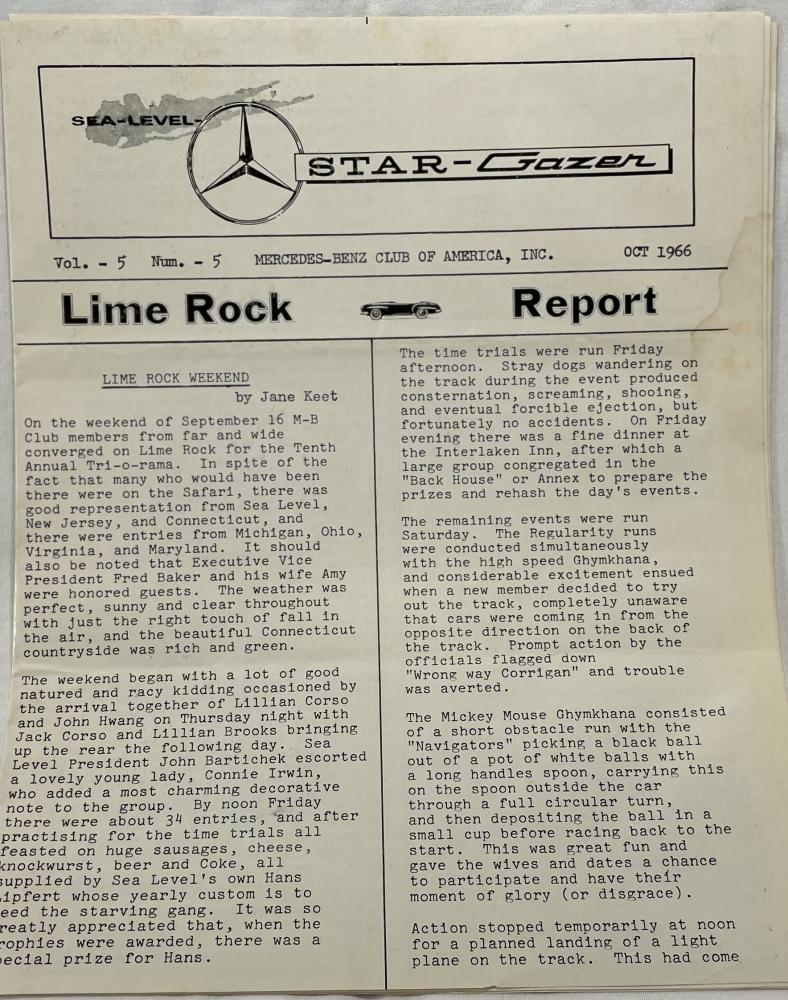 SEA-LEVEL-
STAR-Gazer
Vol. - 5 Num. - 5 MERCEDES-BENZ CLUB OF AMERICA, INC. OCT 1966
Lime Rock Report
LIME ROCK WEEKEND
by Jane Keet
On the weekend of September 16 M-B
Club members from far and wide
converged on Lime Rock for the Tenth
Annual Tri-o-rama. In spite of the
fact that many who would have been
there were on the Safari, there was
good representation from Sea Level,
New Jersey, and Connecticut, and
there were entries from Michigan, Ohio,
Virginia, and Maryland. It should
also be noted that Executive Vice
President Fred Baker and his wife Amy
were honored guests. The weather was
perfect, sunny and clear throughout
with just the right touch of fall in
the air, and the beautiful Connecticut
countryside was rich and green.
The weekend began with a lot of good
natured and racy kidding occasioned by
the arrival together of Lillian Corso
and John Hwang on Thursday night with
Jack Corso and Lillian Brooks bringing
up the rear the following day. Sea
Level President John Bartichek escorted
a lovely young lady, Connie Irwin,
who added a most charming decorative
note to the group. By noon Friday
there were about 34 entries, and after
practising for the time trials all
feasted on huge sausages, cheese,
knockwurst, beer and Coke, all
supplied by Sea Level's own Hans
ipfert whose yearly custom is to
eed the starving gang. It was so
reatly appreciated that, when the
rophies were awarded, there was a
ecial prize for Hans.
The time trials were run Friday
afternoon. Stray dogs wandering on
the track during the event produced
consternation, screaming, shooing,
and eventual forcible ejection, but
fortunately no accidents. On Friday
evening there was a fine dinner at
the Interlaken Inn, after which a
large group congregated in the
"Back House" or Annex to prepare the
prizes and rehash the day's events.
The remaining events were run
Saturday. The Regularity runs
were conducted simultaneously
with the high speed Ghymkhana,
and considerable excitement ensued
when a new member decided to try
out the track, completely unaware
that cars were coming in from the
opposite direction on the back of
the track. Prompt action by the
officials flagged down
"Wrong way Corrigan" and trouble
was averted.
The Mickey Mouse Ghymkhana consisted
of a short obstacle run with the
"Navigators" picking a black ball
out of a pot of white balls with
a long handles spoon, carrying this
on the spoon outside the car
through a full circular turn,
and then depositing the ball in a
small cup before racing back to the
start. This was great fun and
gave the wives and dates a chance
to participate and have their
moment of glory (or disgrace).
Action stopped temporarily at noon
for a planned landing of a light
plane on the track. This had come